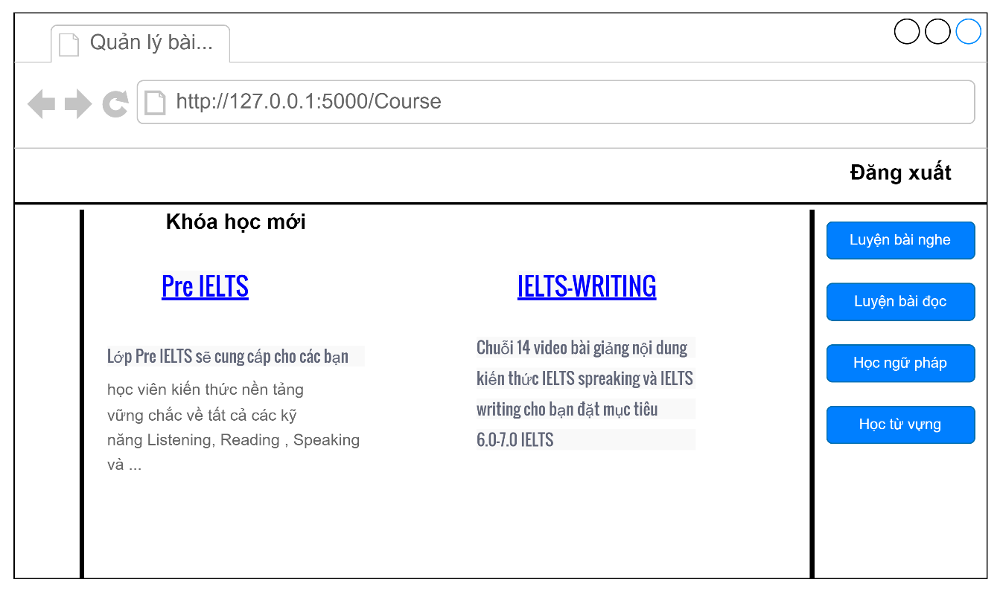 Quản lý bài...
http://127.0.0.1:5000/Course
Đăng xuất
Khóa học mới
Pre IELTS
Lớp Pre IELTS sẽ cung cấp cho các bạn
học viên kiến thức nền tảng
vững chắc về tất cả các kỹ
năng Listening, Reading , Speaking
và ...
IELTS-WRITING
Chuỗi 14 video bài giảng nội dung
kiến thức IELTS spreaking và IELTS
writing cho bạn đặt mục tiêu
6.0-7.0 IELTS
Luyện bài nghe
Luyện bài đọc
Học ngữ pháp
Học từ vựng